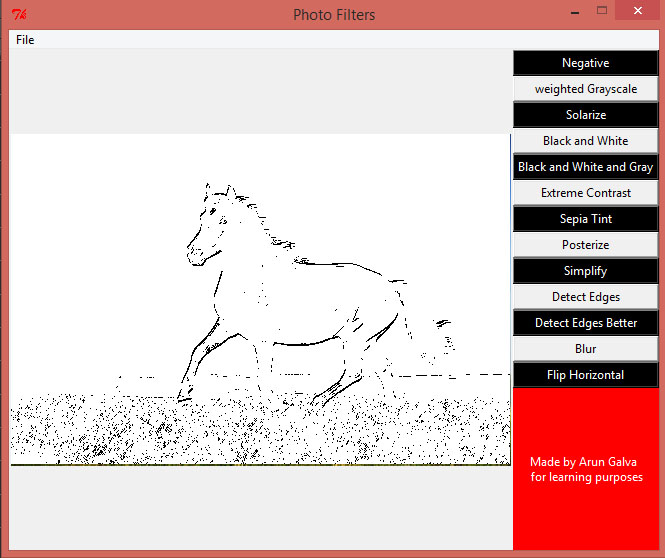 Photo Filters
File
Negative
weighted Grayscale
Solarize
Black and White
Black and White and Gray
Extreme Contrast
Sepia Tint
Posterize
Simplify
Detect Edges
Detect Edges Better
Blur
Flip Horizontal
Made by Arun Galva
for learning purposes